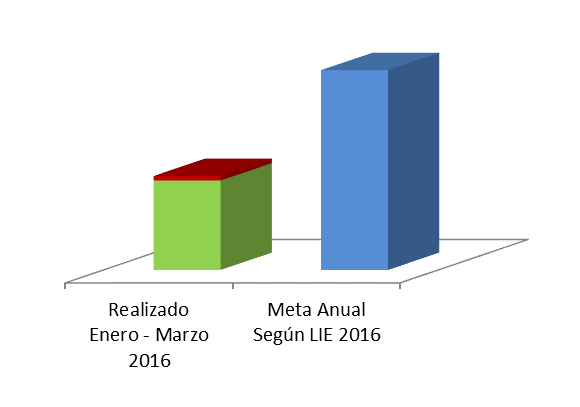 Realizado
Enero - Marzo
2016
Meta Anual
Según LIE 2016